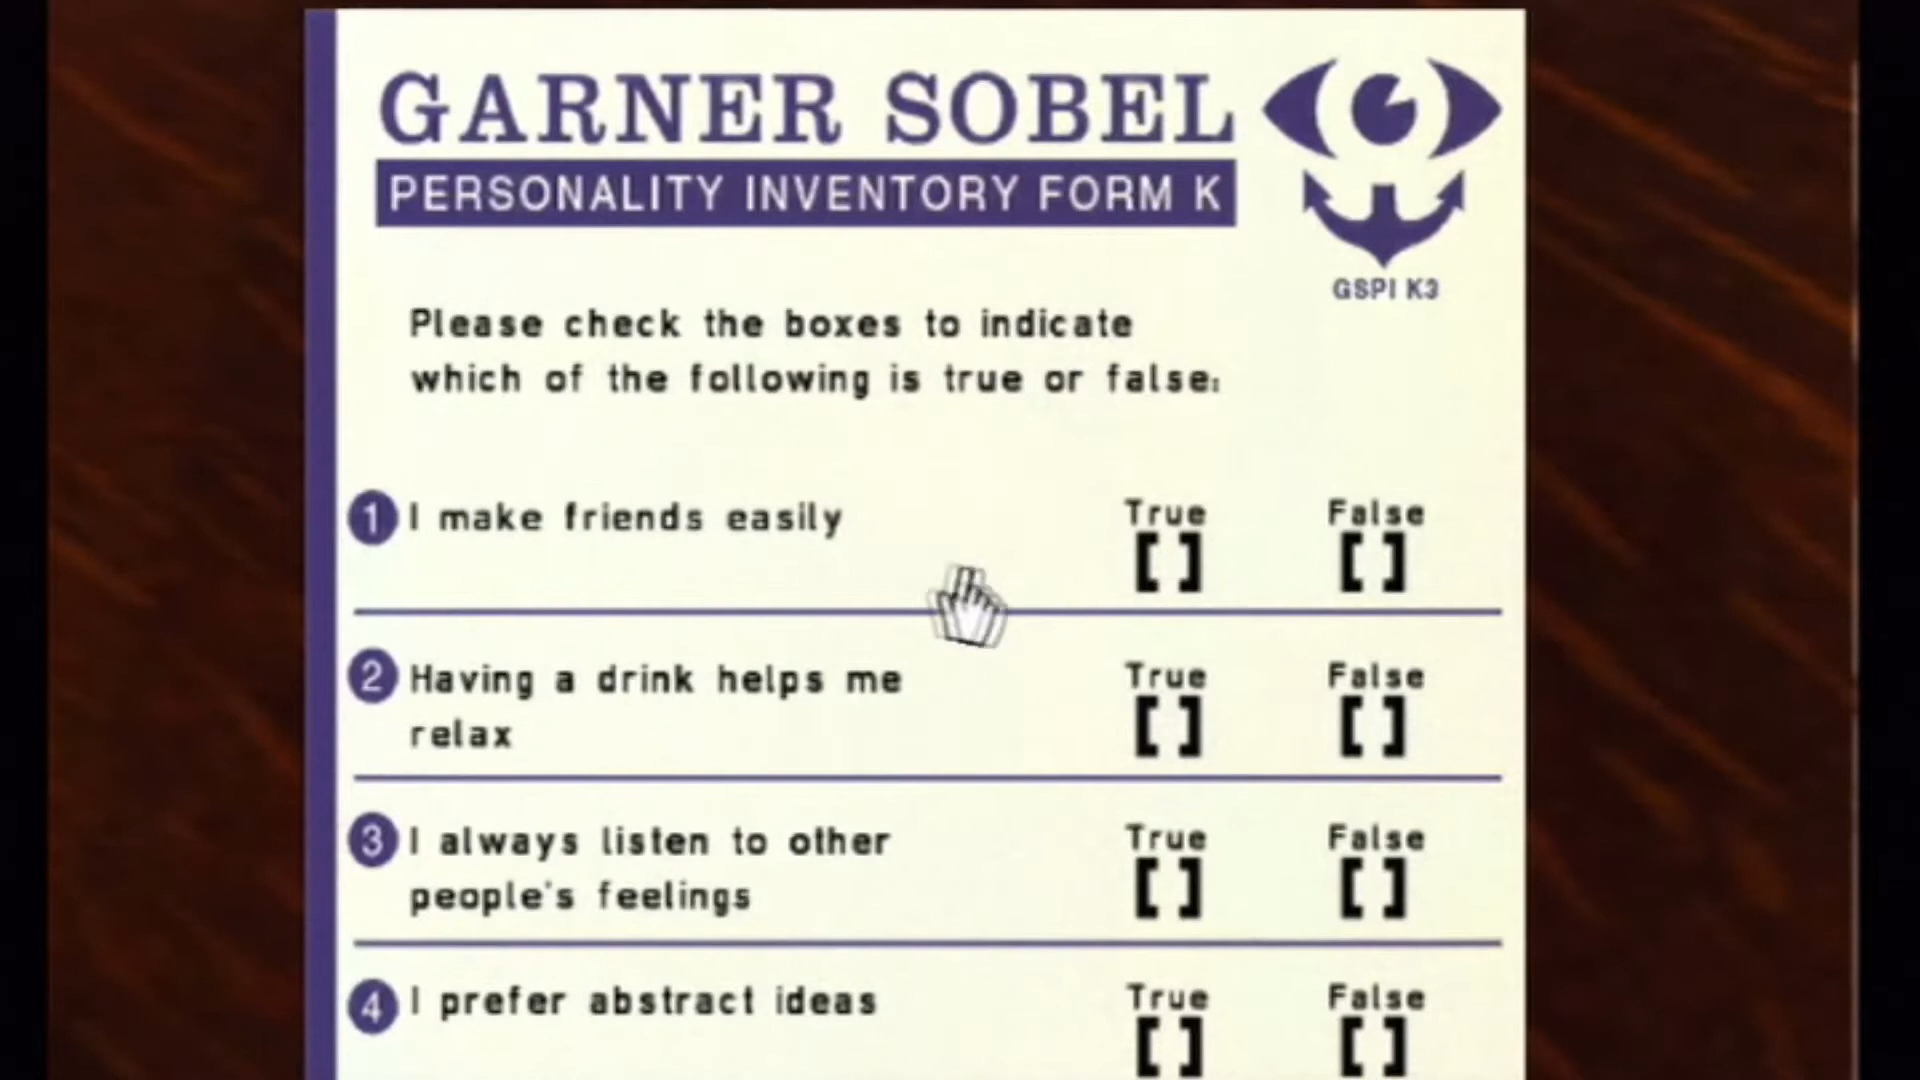 GARNER SOBEL
PERSONALITY INVENTORY FORM K
GSPI K3
Please check the boxes to indicate
which of the following is true or false:
1 I make friends easily True False
[ ] [ ]
2 Having a drink helps me True False
relax [ ] [ ]
3 I always listen to other True False
people's feelings [ ] [ ]
4 I prefer abstract ideas True False
[ ] [ ]